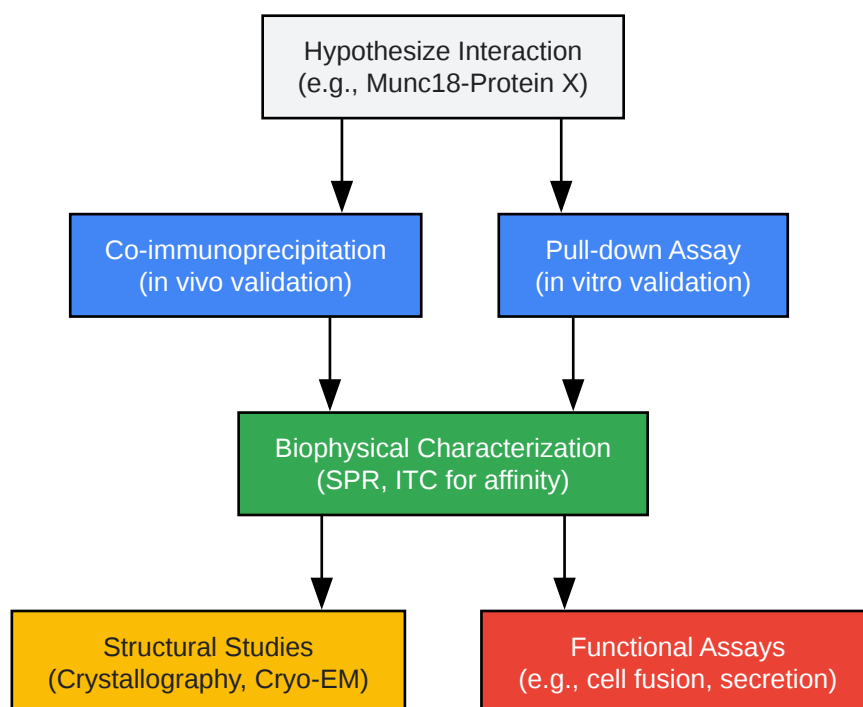 Hypothesize Interaction
(e.g., Munc18-Protein X)
Co-immunoprecipitation
(in vivo validation)
Pull-down Assay
(in vitro validation)
Biophysical Characterization
(SPR, ITC for affinity)
Structural Studies
(Crystallography, Cryo-EM)
Functional Assays
(e.g., cell fusion, secretion)